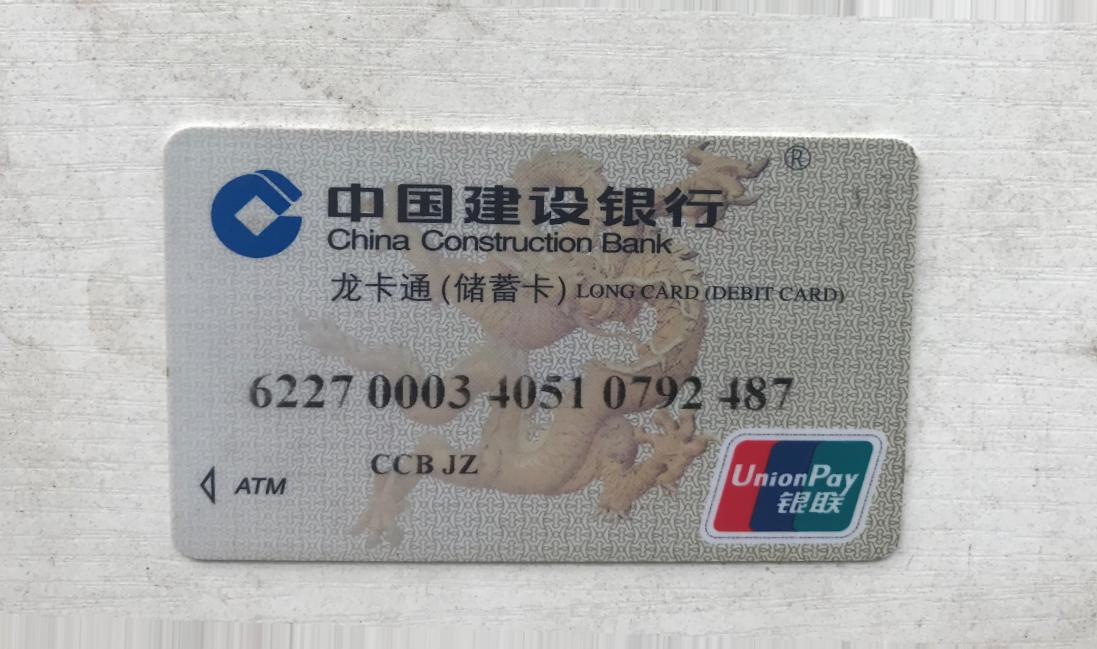 ®
中国建设银行
China Construction Bank
龙卡通(储蓄卡) LONG CARD (DEBIT CARD)
6227 0003 4051 0792 487
CCB JZ
ATM
UnionPay
银联